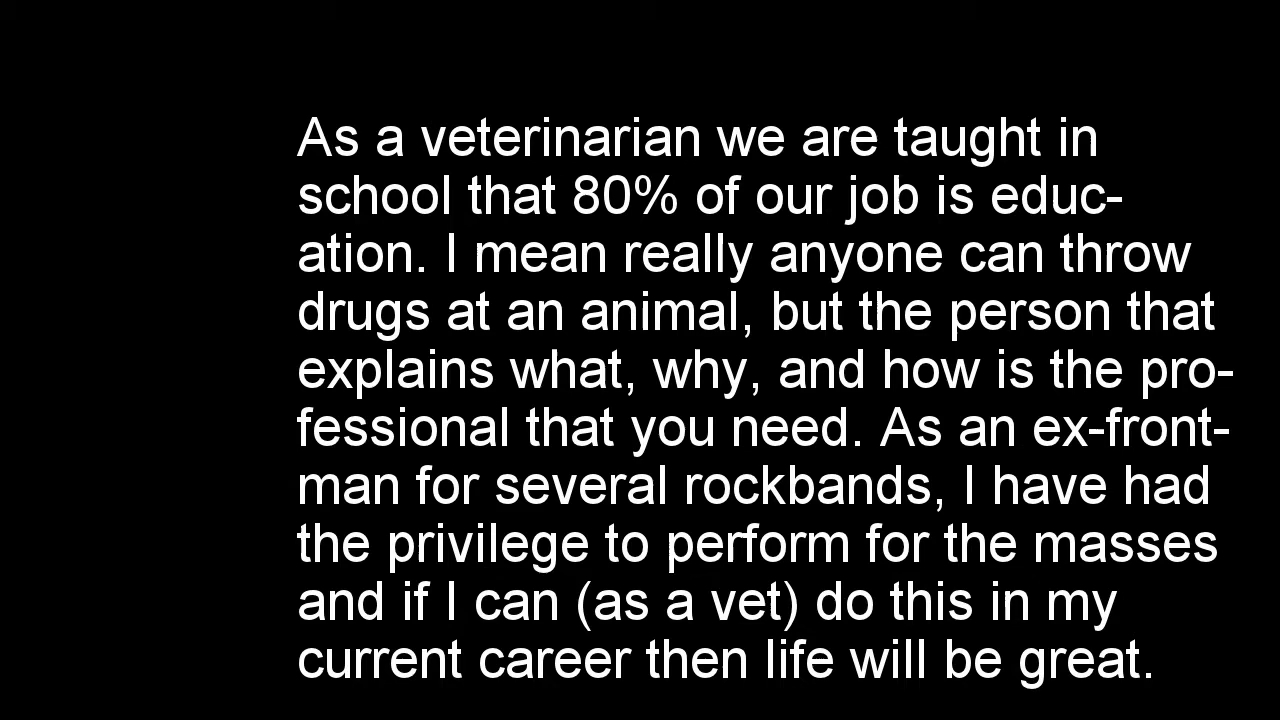 As a veterinarian we are taught in
school that 80% of our job is educ-
ation. I mean really anyone can throw
drugs at an animal, but the person that
explains what, why, and how is the pro-
fessional that you need. As an ex-front-
man for several rockbands, I have had
the privilege to perform for the masses
and if I can (as a vet) do this in my
current career then life will be great.